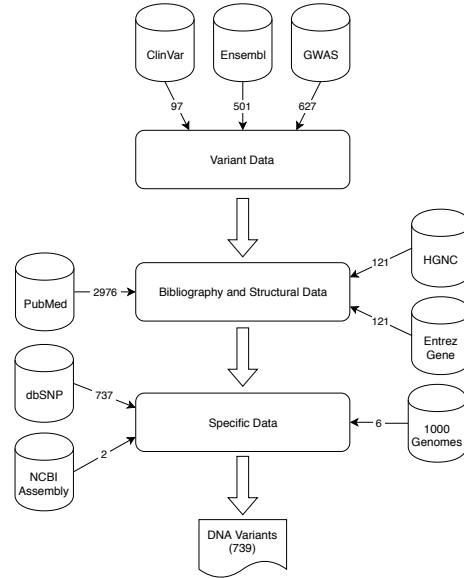 ClinVar
Ensembl
GWAS
97
501
627
Variant Data
PubMed
2976
Bibliography and Structural Data
121
HGNC
121
Entrez
Gene
dbSNP
737
Specific Data
6
1000
Genomes
NCBI
Assembly
2
DNA Variants
(739)